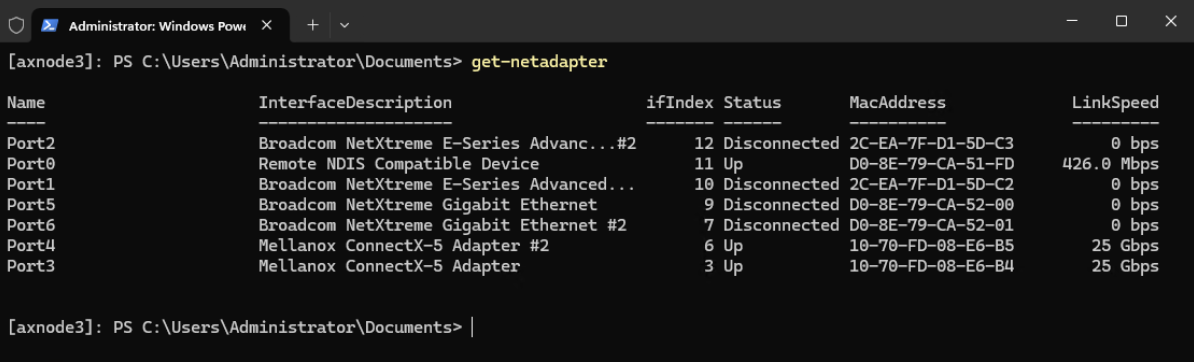 Administrator: Windows Powe
[axnode3]: PS C:\Users\Administrator\Documents> get-netadapter
Name InterfaceDescription ifIndex Status MacAddress LinkSpeed
---- -------------------- ------- ------ ---------- ---------
Port2 Broadcom NetXtreme E-Series Advanc...#2 12 Disconnected 2C-EA-7F-D1-5D-C3 0 bps
Port0 Remote NDIS Compatible Device 11 Up D0-8E-79-CA-51-FD 426.0 Mbps
Port1 Broadcom NetXtreme E-Series Advanced... 10 Disconnected 2C-EA-7F-D1-5D-C2 0 bps
Port5 Broadcom NetXtreme Gigabit Ethernet 9 Disconnected D0-8E-79-CA-52-00 0 bps
Port6 Broadcom NetXtreme Gigabit Ethernet #2 7 Disconnected D0-8E-79-CA-52-01 0 bps
Port4 Mellanox ConnectX-5 Adapter #2 6 Up 10-70-FD-08-E6-B5 25 Gbps
Port3 Mellanox ConnectX-5 Adapter 3 Up 10-70-FD-08-E6-B4 25 Gbps
[axnode3]: PS C:\Users\Administrator\Documents>